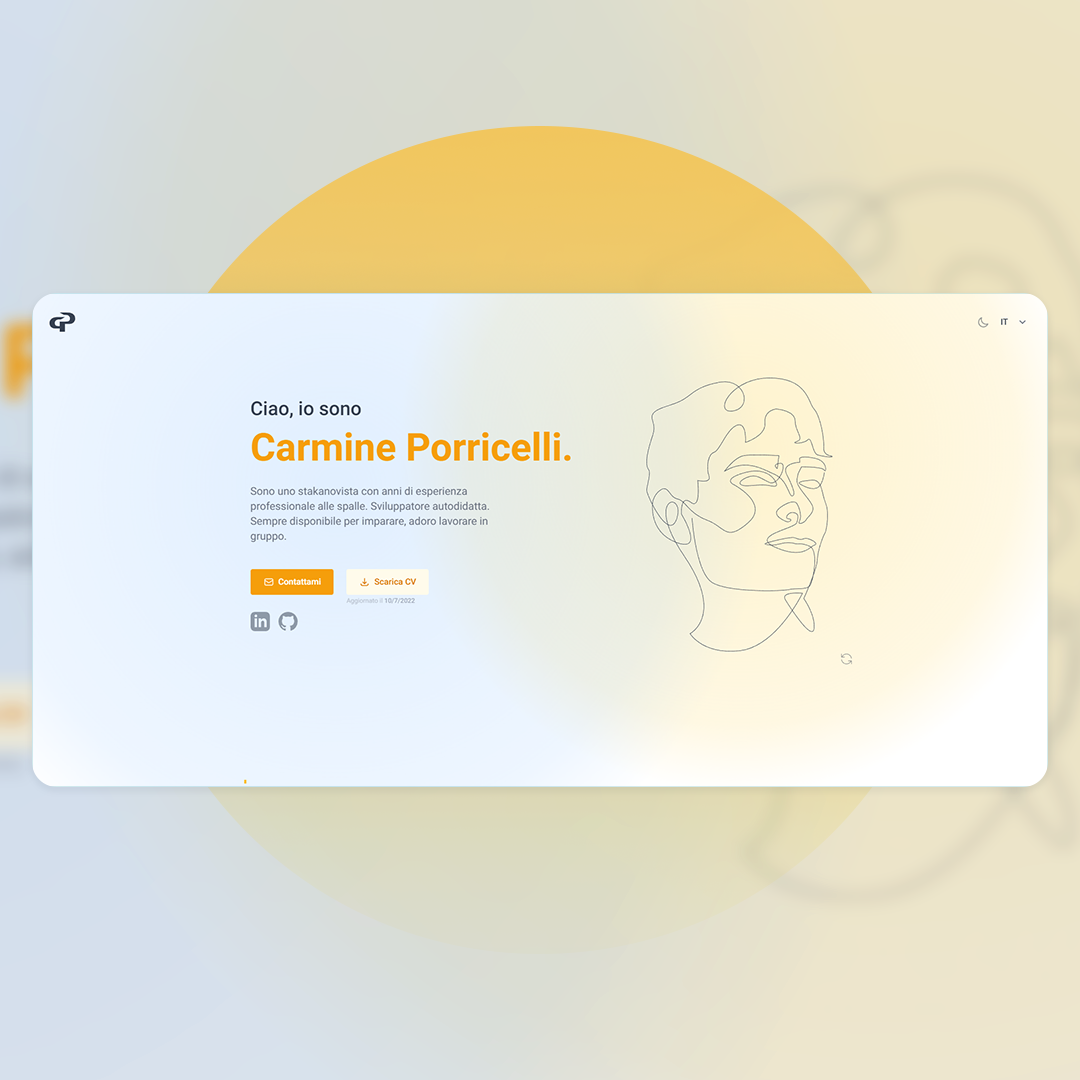 IT
Ciao, io sono
Carmine Porricelli.
Sono uno stakanovista con anni di esperienza
professionale alle spalle. Sviluppatore autodidatta.
Sempre disponibile per imparare, adoro lavorare in
gruppo.
Contattami
Scarica CV
Aggiornato il 10/7/2022
in